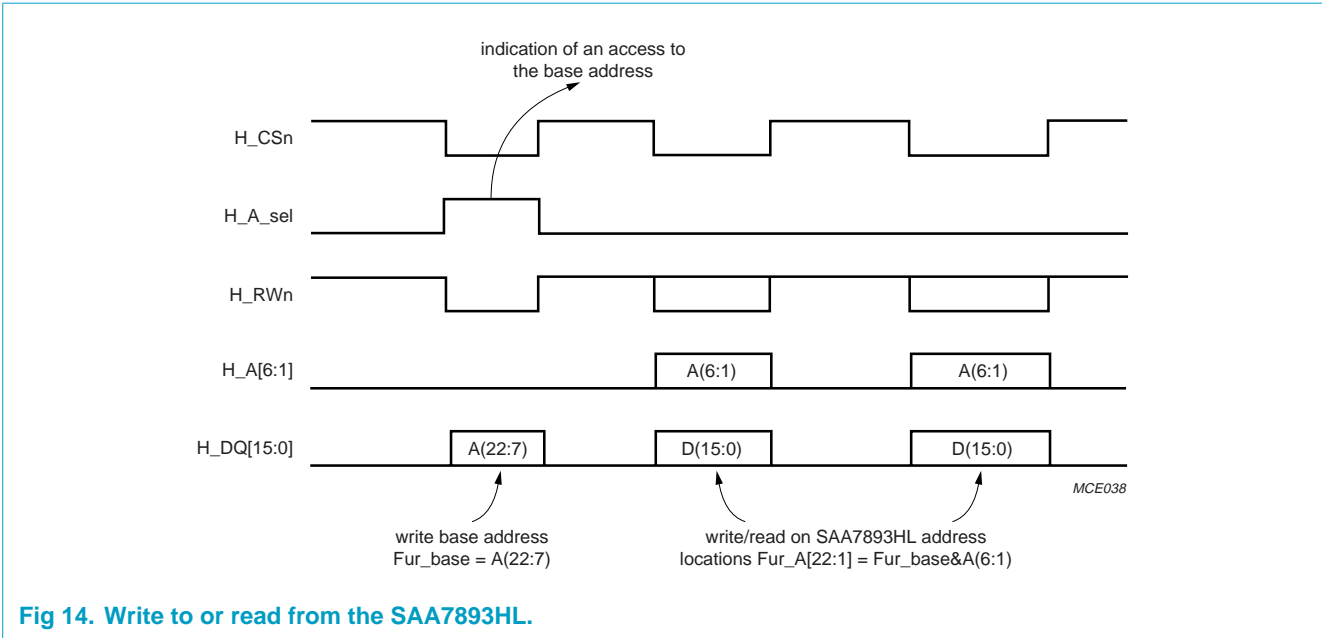 indication of an access to
the base address
H_CSn
H_A_sel
H_RWn
H_A[6:1]
A(6:1)
A(6:1)
H_DQ[15:0]
A(22:7)
D(15:0)
D(15:0)
MCE038
write base address
Fur_base = A(22:7)
write/read on SAA7893HL address
locations Fur_A[22:1] = Fur_base&A(6:1)
Fig 14. Write to or read from the SAA7893HL.